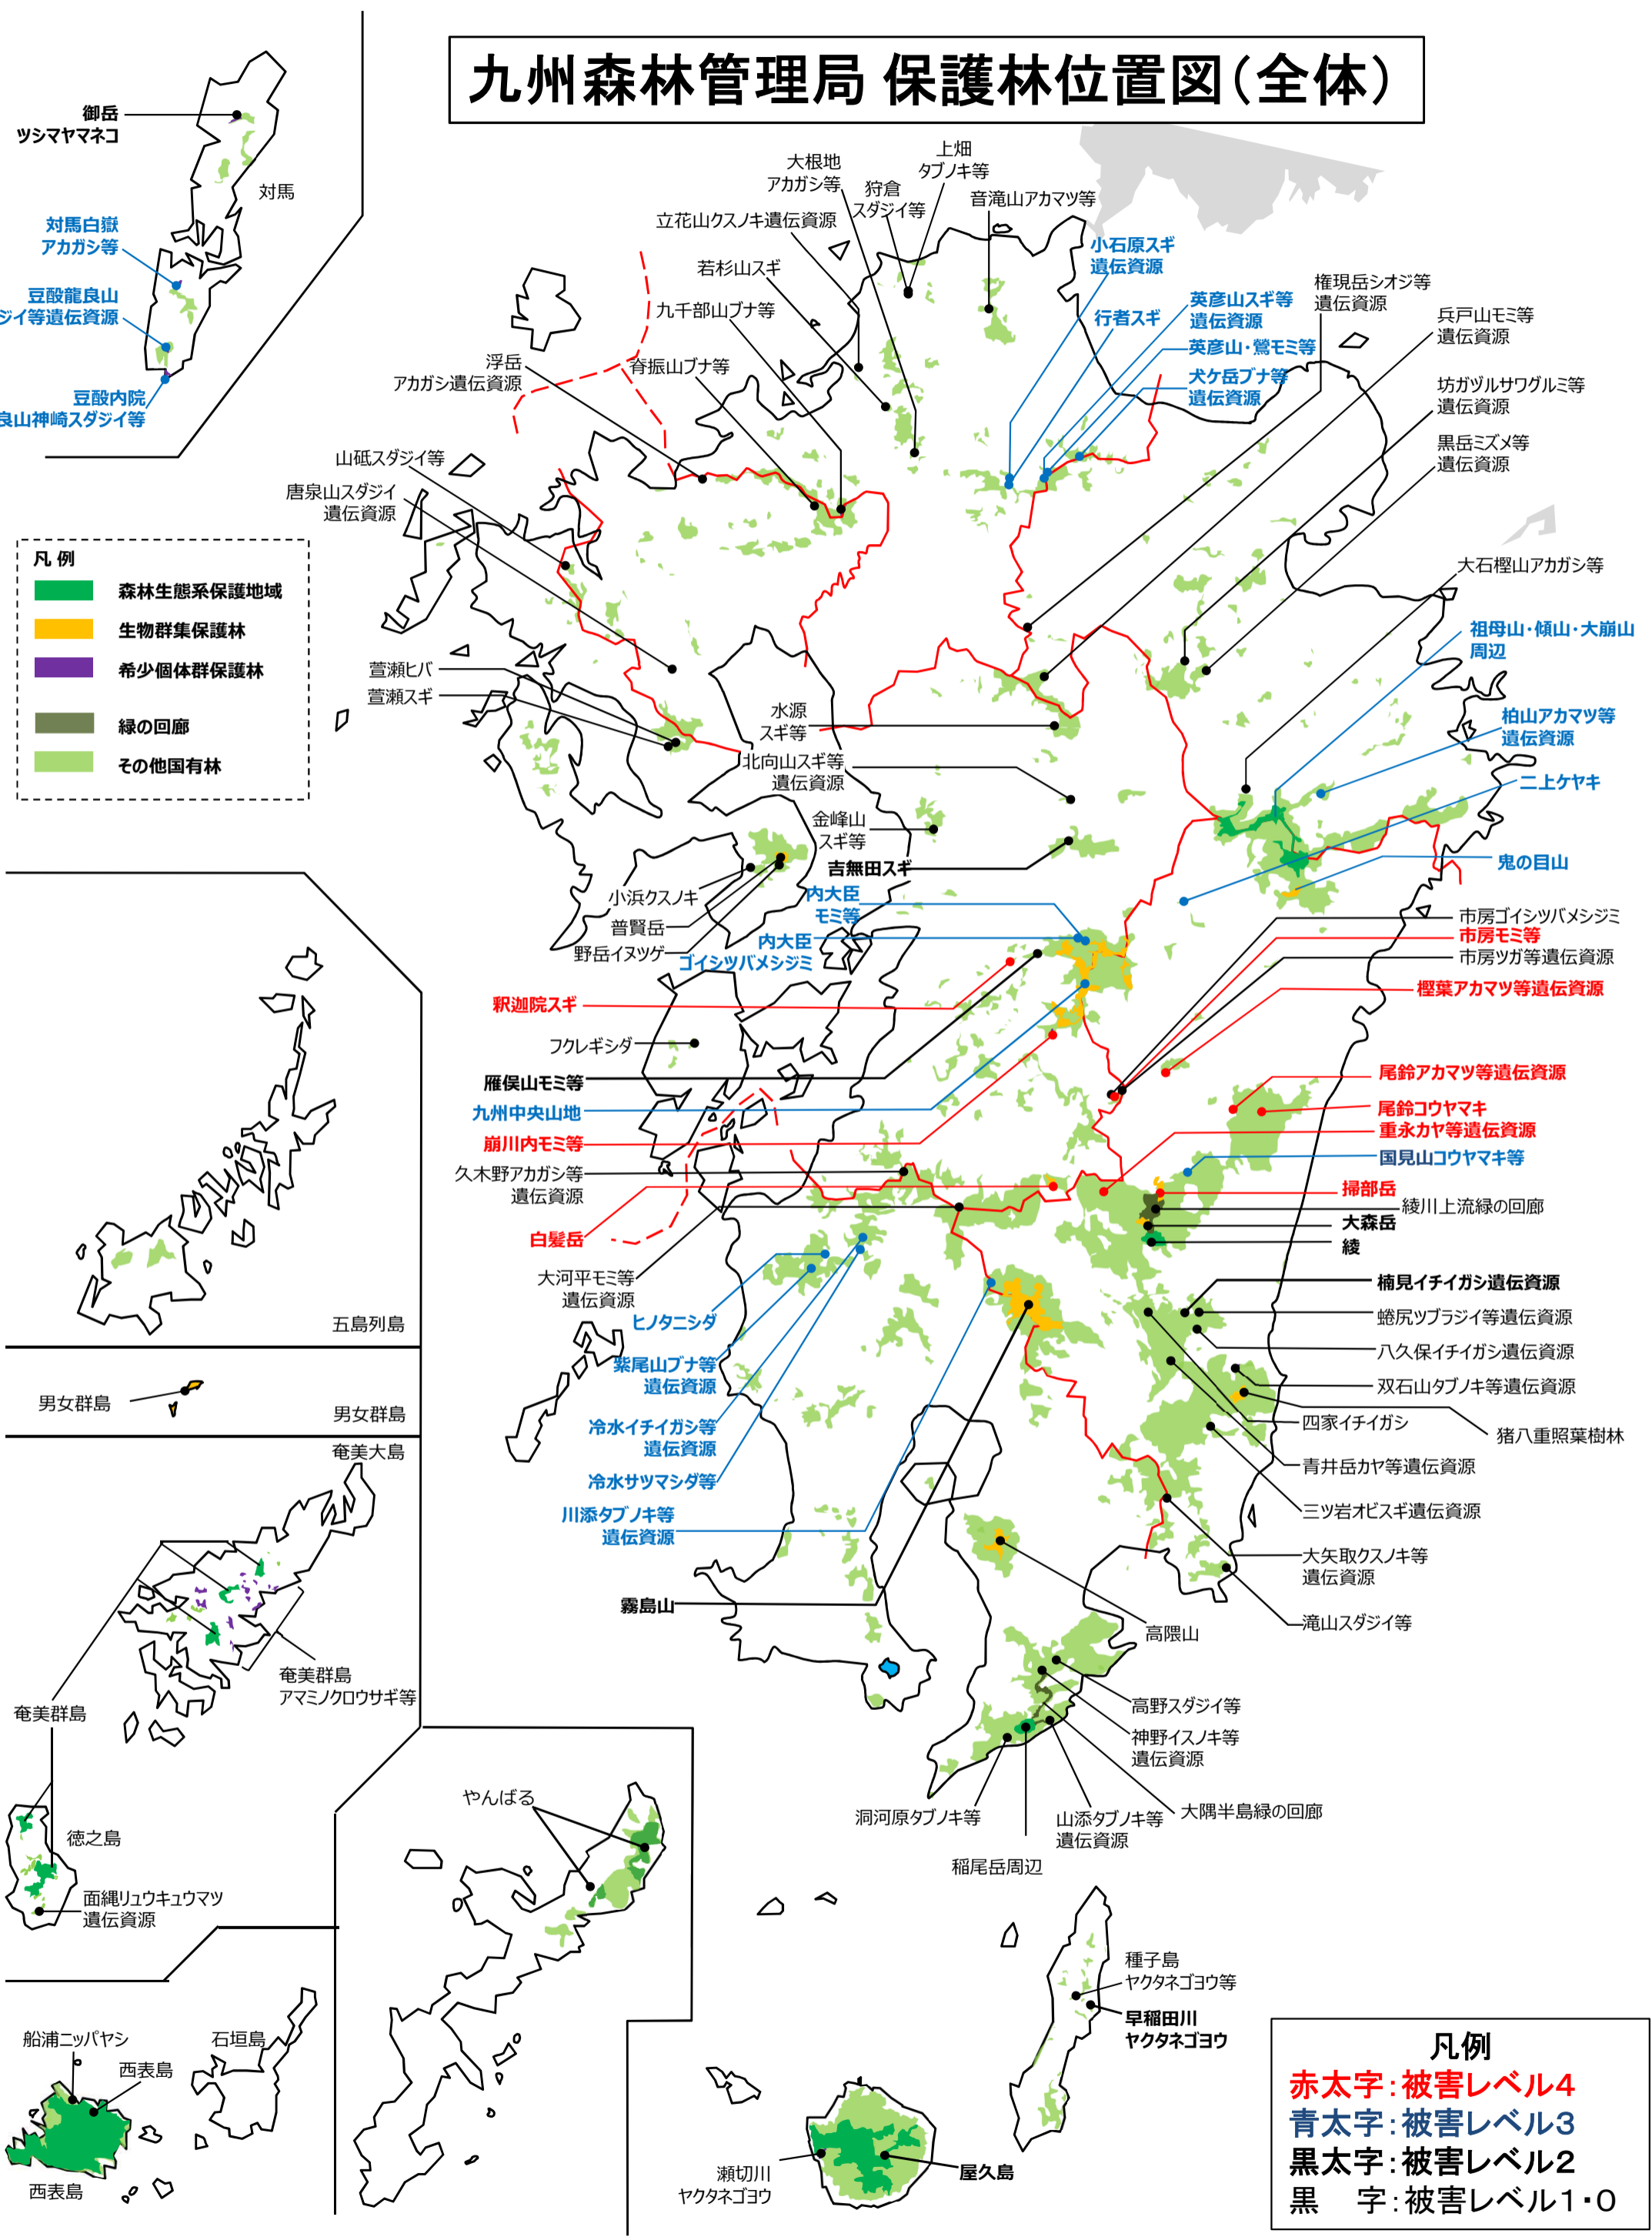 九州森林管理局 保護林位置図（全体）
御岳
ツシマヤマネコ
対馬
対馬白嶽
アカガシ等
豆酘龍良山
ジイ等遺伝資源
豆酘内院
良山神崎スダジイ等
大根地
アカガシ等
狩倉
スダジイ等
上畑
タブノキ等
音滝山アカマツ等
立花山クスノキ遺伝資源
若杉山スギ
九千部山ブナ等
脊振山ブナ等
浮岳
アカガシ遺伝資源
山砥スダジイ等
唐泉山スダジイ
遺伝資源
小石原スギ
遺伝資源
行者スギ
英彦山スギ等
遺伝資源
英彦山・鶯モミ等
犬ケ岳ブナ等
遺伝資源
権現岳シオジ等
遺伝資源
兵戸山モミ等
遺伝資源
坊ガヅルサワグルミ等
遺伝資源
黒岳ミズメ等
遺伝資源
大石樫山アカガシ等
祖母山・傾山・大崩山
周辺
柏山アカマツ等
遺伝資源
二上ケヤキ
鬼の目山
凡 例
森林生態系保護地域
生物群集保護林
希少個体群保護林
緑の回廊
その他国有林
萱瀬ヒバ
萱瀬スギ
水源
スギ等
北向山スギ等
遺伝資源
金峰山
スギ等
吉無田スギ
小浜クスノキ
普賢岳
野岳イヌツゲ
内大臣
モミ等
内大臣
ゴイシツバメシジミ
釈迦院スギ
フクレギシダ
雁俣山モミ等
九州中央山地
崩川内モミ等
久木野アカガシ等
遺伝資源
白髪岳
大河平モミ等
遺伝資源
ヒノタニシダ
紫尾山ブナ等
遺伝資源
冷水イチイガシ等
遺伝資源
冷水サツマシダ等
川添タブノキ等
遺伝資源
霧島山
市房ゴイシツバメシジミ
市房モミ等
市房ツガ等遺伝資源
樫葉アカマツ等遺伝資源
尾鈴アカマツ等遺伝資源
尾鈴コウヤマキ
重永カヤ等遺伝資源
国見山コウヤマキ等
掃部岳
綾川上流緑の回廊
大森岳
綾
楠見イチイガシ遺伝資源
蜷尻ツブラジイ等遺伝資源
八久保イチイガシ遺伝資源
双石山タブノキ等遺伝資源
四家イチイガシ
猪八重照葉樹林
青井岳カヤ等遺伝資源
三ツ岩オビスギ遺伝資源
大矢取クスノキ等
遺伝資源
滝山スダジイ等
高隈山
高野スダジイ等
神野イスノキ等
遺伝資源
大隅半島緑の回廊
山添タブノキ等
遺伝資源
洞河原タブノキ等
稲尾岳周辺
五島列島
男女群島
男女群島
奄美大島
奄美群島
アマミノクロウサギ等
奄美群島
徳之島
面縄リュウキュウマツ
遺伝資源
やんばる
船浦ニッパヤシ
西表島
石垣島
西表島
種子島
ヤクタネゴヨウ等
早稲田川
ヤクタネゴヨウ
瀬切川
ヤクタネゴヨウ
屋久島
凡例
赤太字：被害レベル４
青太字：被害レベル３
黒太字：被害レベル２
黒　字：被害レベル１・０